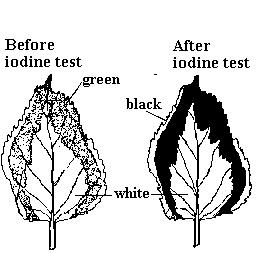 Before
iodine test
green
After
iodine test
black
white